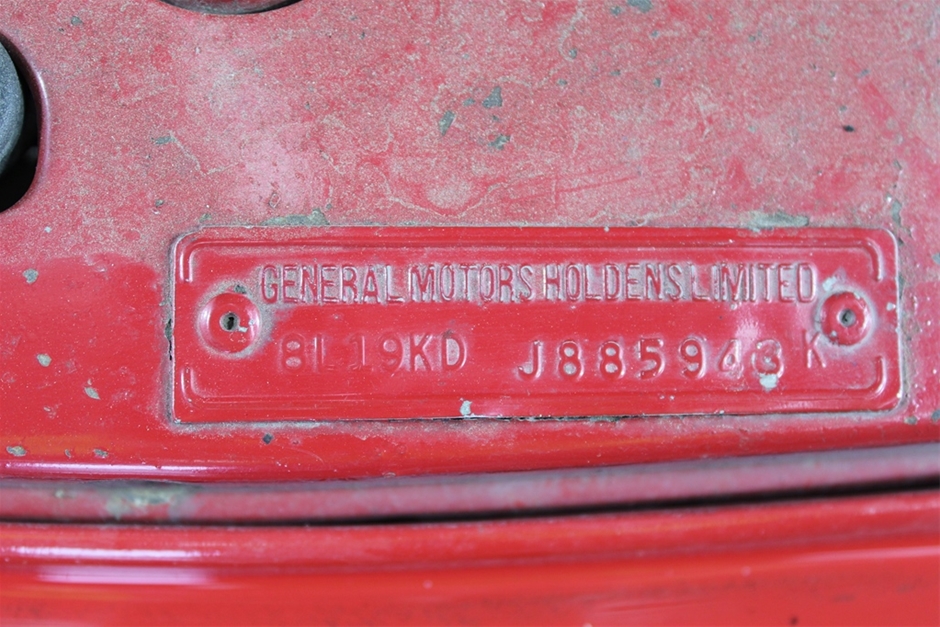 GENERAL MOTORS HOLDENS LIMITED
8L19KD J885943 K